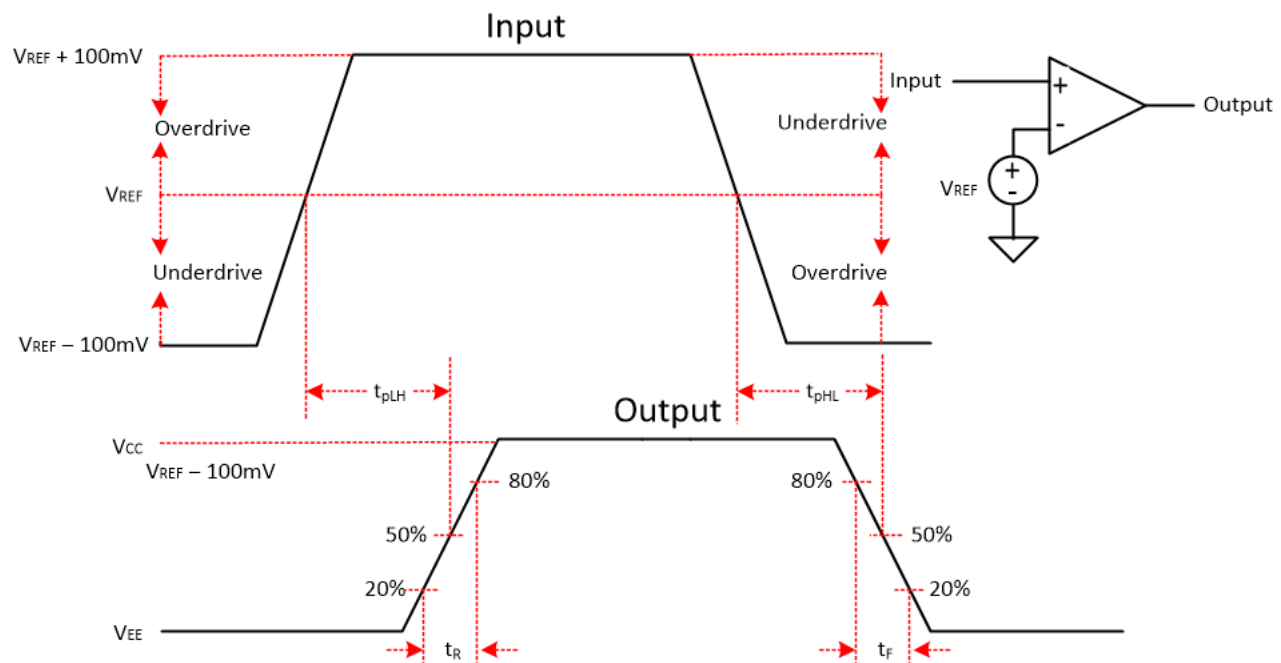 Input
VREF + 100mV
Overdrive
Underdrive
VREF
Underdrive
Overdrive
VREF – 100mV
Input
+
-
Output
VREF
+
-
tpLH
tpHL
Output
VCC
VREF – 100mV
80%
80%
50%
50%
20%
20%
VEE
tR
tF